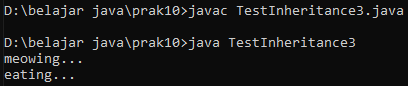 D:\belajar java\prak10>javac TestInheritance3.java
D:\belajar java\prak10>java TestInheritance3
meowing...
eating...